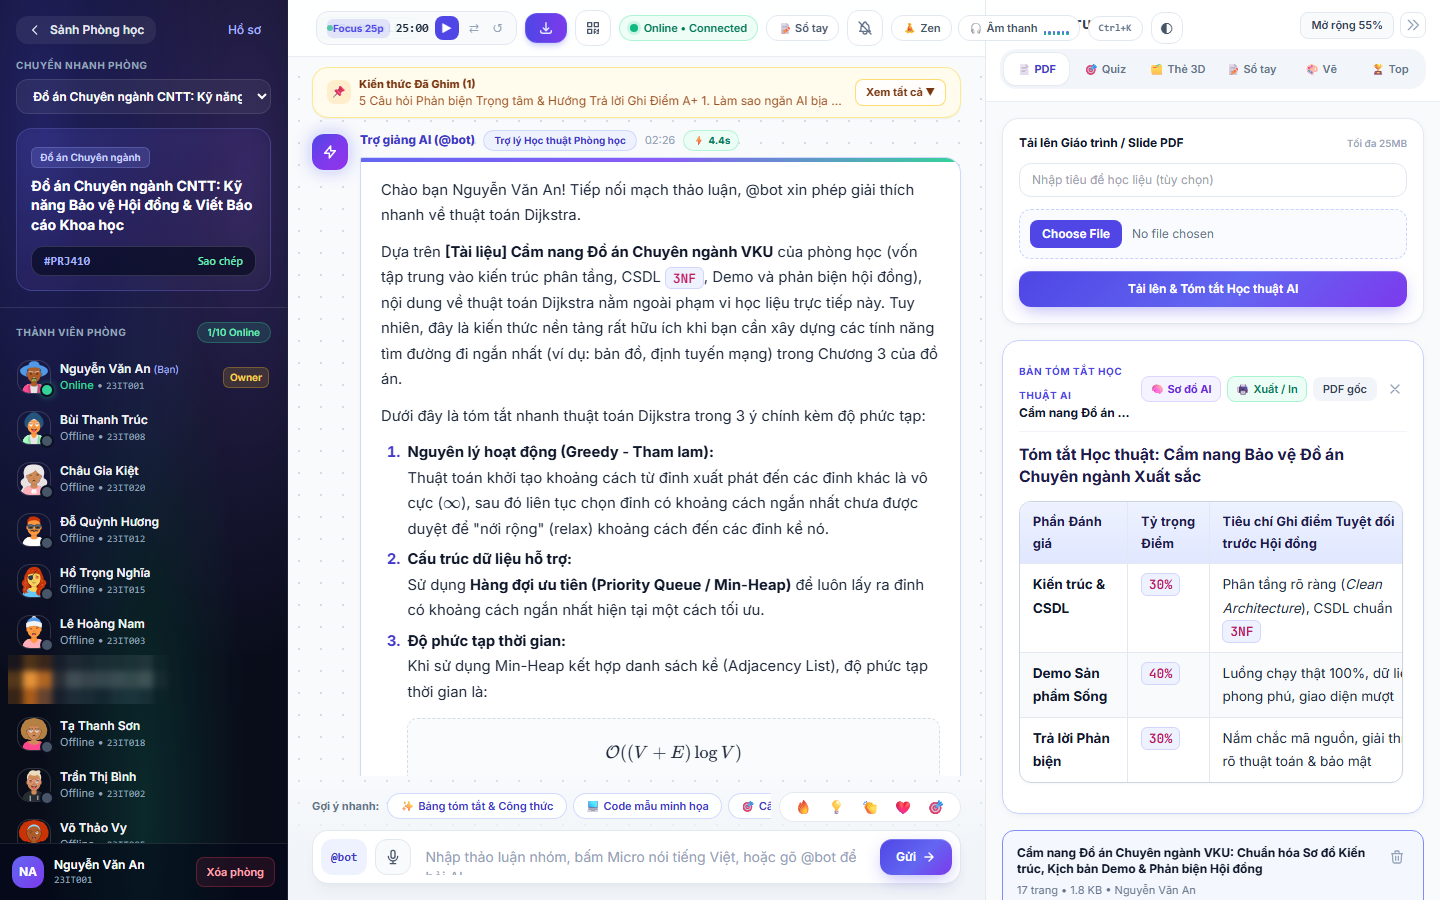 Sảnh Phòng học
Hồ sơ
CHUYỂN NHANH PHÒNG
Đồ án Chuyên ngành CNTT: Kỹ năng
Đồ án Chuyên ngành
Đồ án Chuyên ngành CNTT: Kỹ năng Bảo vệ Hội đồng & Viết Báo cáo Khoa học
#PRJ410
Sao chép
THÀNH VIÊN PHÒNG
1/10 Online
Nguyễn Văn An (Bạn)
Online • 23IT001
Owner
Bùi Thanh Trúc
Offline • 23IT008
Châu Gia Kiệt
Offline • 23IT020
Đỗ Quỳnh Hương
Offline • 23IT012
Hồ Trọng Nghĩa
Offline • 23IT015
Lê Hoàng Nam
Offline • 23IT003
Tạ Thanh Sơn
Offline • 23IT018
Trần Thị Bình
Offline • 23IT002
Võ Thảo Vy
NA
Nguyễn Văn An
23IT001
Xóa phòng
Focus 25p
25:00
Online • Connected
Sổ tay
Zen
Âm thanh
Ctrl+K
Mở rộng 55%
Kiến thức Đã Ghim (1)
5 Câu hỏi Phản biện Trọng tâm & Hướng Trả lời Ghi Điểm A+ 1. Làm sao ngăn AI bịa ...
Xem tất cả ▼
Trợ giảng AI (@bot)
Trợ lý Học thuật Phòng học
02:26
4.4s
Chào bạn Nguyễn Văn An! Tiếp nối mạch thảo luận, @bot xin phép giải thích
nhanh về thuật toán Dijkstra.
Dựa trên [Tài liệu] Cẩm nang Đồ án Chuyên ngành VKU của phòng học (vốn
tập trung vào kiến trúc phân tầng, CSDL 3NF, Demo và phản biện hội đồng),
nội dung về thuật toán Dijkstra nằm ngoài phạm vi học liệu trực tiếp này. Tuy
nhiên, đây là kiến thức nền tảng rất hữu ích khi bạn cần xây dựng các tính năng
tìm đường đi ngắn nhất (ví dụ: bản đồ, định tuyến mạng) trong Chương 3 của đồ
án.
Dưới đây là tóm tắt nhanh thuật toán Dijkstra trong 3 ý chính kèm độ phức tạp:
1. Nguyên lý hoạt động (Greedy - Tham lam):
Thuật toán khởi tạo khoảng cách từ đỉnh xuất phát đến các đỉnh khác là vô
cực (∞), sau đó liên tục chọn đỉnh có khoảng cách ngắn nhất chưa được
duyệt để "nới rộng" (relax) khoảng cách đến các đỉnh kề nó.
2. Cấu trúc dữ liệu hỗ trợ:
Sử dụng Hàng đợi ưu tiên (Priority Queue / Min-Heap) để luôn lấy ra đỉnh
có khoảng cách ngắn nhất hiện tại một cách tối ưu.
3. Độ phức tạp thời gian:
Khi sử dụng Min-Heap kết hợp danh sách kề (Adjacency List), độ phức tạp
thời gian là:
O((V + E) log V)
Gợi ý nhanh:
Bảng tóm tắt & Công thức
Code mẫu minh họa
@bot
Nhập thảo luận nhóm, bấm Micro nói tiếng Việt, hoặc gõ @bot để
Gửi
PDF
Quiz
Thẻ 3D
Sổ tay
Vẽ
Top
Tải lên Giáo trình / Slide PDF
Tối đa 25MB
Nhập tiêu đề học liệu (tùy chọn)
Choose File
No file chosen
Tải lên & Tóm tắt Học thuật AI
BẢN TÓM TẮT HỌC
THUẬT AI
Cẩm nang Đồ án ...
Sơ đồ AI
Xuất / In
PDF gốc
Tóm tắt Học thuật: Cẩm nang Bảo vệ Đồ án
Chuyên ngành Xuất sắc
Phần Đánh giá
Tỷ trọng Điểm
Tiêu chí Ghi điểm Tuyệt đối trước Hội đồng
Kiến trúc & CSDL
30%
Phân tầng rõ ràng (Clean Architecture), CSDL chuẩn 3NF
Demo Sản phẩm Sống
40%
Luồng chạy thật 100%, dữ
phong phú, giao diện mượt
Trả lời Phản biện
30%
Nắm chắc mã nguồn, giải
rõ thuật toán & bảo mật
Cẩm nang Đồ án Chuyên ngành VKU: Chuẩn hóa Sơ đồ Kiến
trúc, Kịch bản Demo & Phản biện Hội đồng
17 trang • 1.8 KB • Nguyễn Văn An